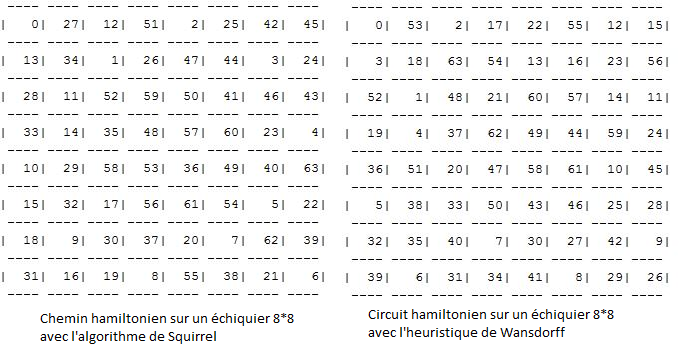 ---- ---- ---- ---- ---- ---- ---- ----
| 0| 27| 12| 51| 2| 25| 42| 45|
---- ---- ---- ---- ---- ---- ---- ----
| 13| 34| 1| 26| 47| 44| 3| 24|
---- ---- ---- ---- ---- ---- ---- ----
| 28| 11| 52| 59| 50| 41| 46| 43|
---- ---- ---- ---- ---- ---- ---- ----
| 33| 14| 35| 48| 57| 60| 23| 4|
---- ---- ---- ---- ---- ---- ---- ----
| 10| 29| 58| 53| 36| 49| 40| 63|
---- ---- ---- ---- ---- ---- ---- ----
| 15| 32| 17| 56| 61| 54| 5| 22|
---- ---- ---- ---- ---- ---- ---- ----
| 18| 9| 30| 37| 20| 7| 62| 39|
---- ---- ---- ---- ---- ---- ---- ----
| 31| 16| 19| 8| 55| 38| 21| 6|
---- ---- ---- ---- ---- ---- ---- ----
Chemin hamiltonien sur un échiquier 8*8
avec l'algorithme de Squirrel
---- ---- ---- ---- ---- ---- ---- ----
| 0| 53| 2| 17| 22| 55| 12| 15|
---- ---- ---- ---- ---- ---- ---- ----
| 3| 18| 63| 54| 13| 16| 23| 56|
---- ---- ---- ---- ---- ---- ---- ----
| 52| 1| 48| 21| 60| 57| 14| 11|
---- ---- ---- ---- ---- ---- ---- ----
| 19| 4| 37| 62| 49| 44| 59| 24|
---- ---- ---- ---- ---- ---- ---- ----
| 36| 51| 20| 47| 58| 61| 10| 45|
---- ---- ---- ---- ---- ---- ---- ----
| 5| 38| 33| 50| 43| 46| 25| 28|
---- ---- ---- ---- ---- ---- ---- ----
| 32| 35| 40| 7| 30| 27| 42| 9|
---- ---- ---- ---- ---- ---- ---- ----
| 39| 6| 31| 34| 41| 8| 29| 26|
---- ---- ---- ---- ---- ---- ---- ----
Circuit hamiltonien sur un échiquier 8*8
avec l'heuristique de Wansdorff